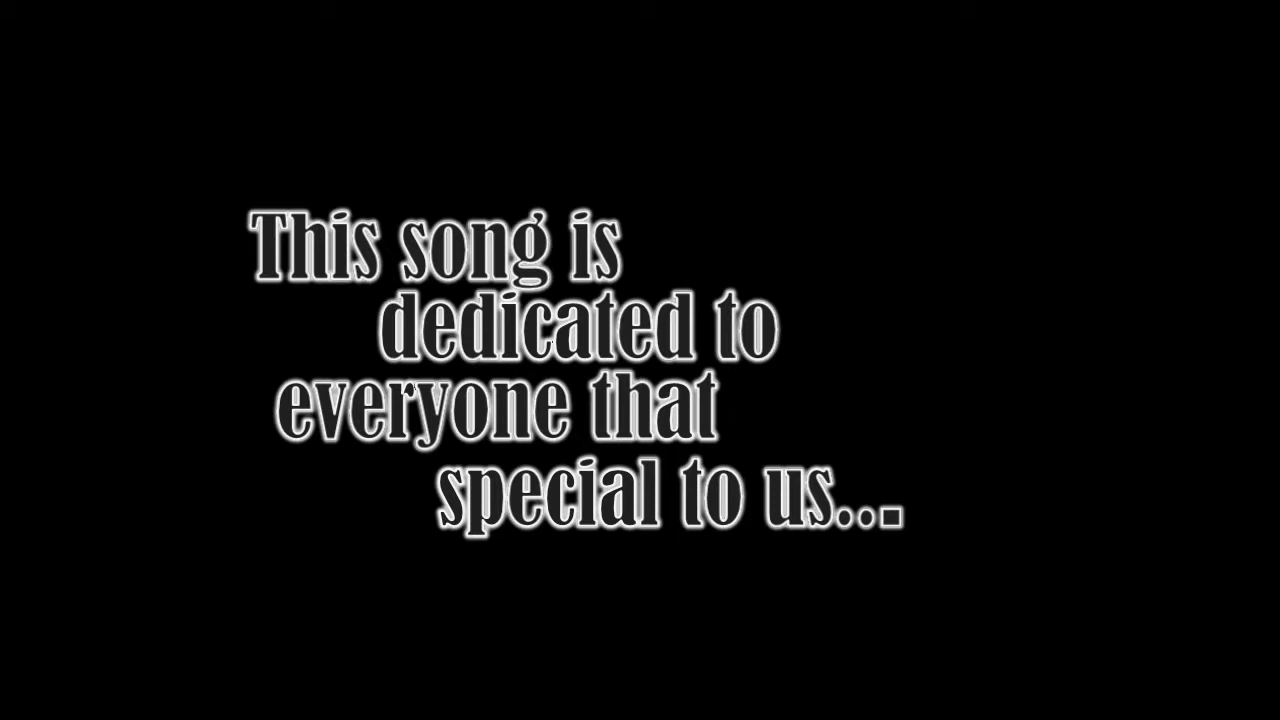 This song is
dedicated to
everyone that
special to us...